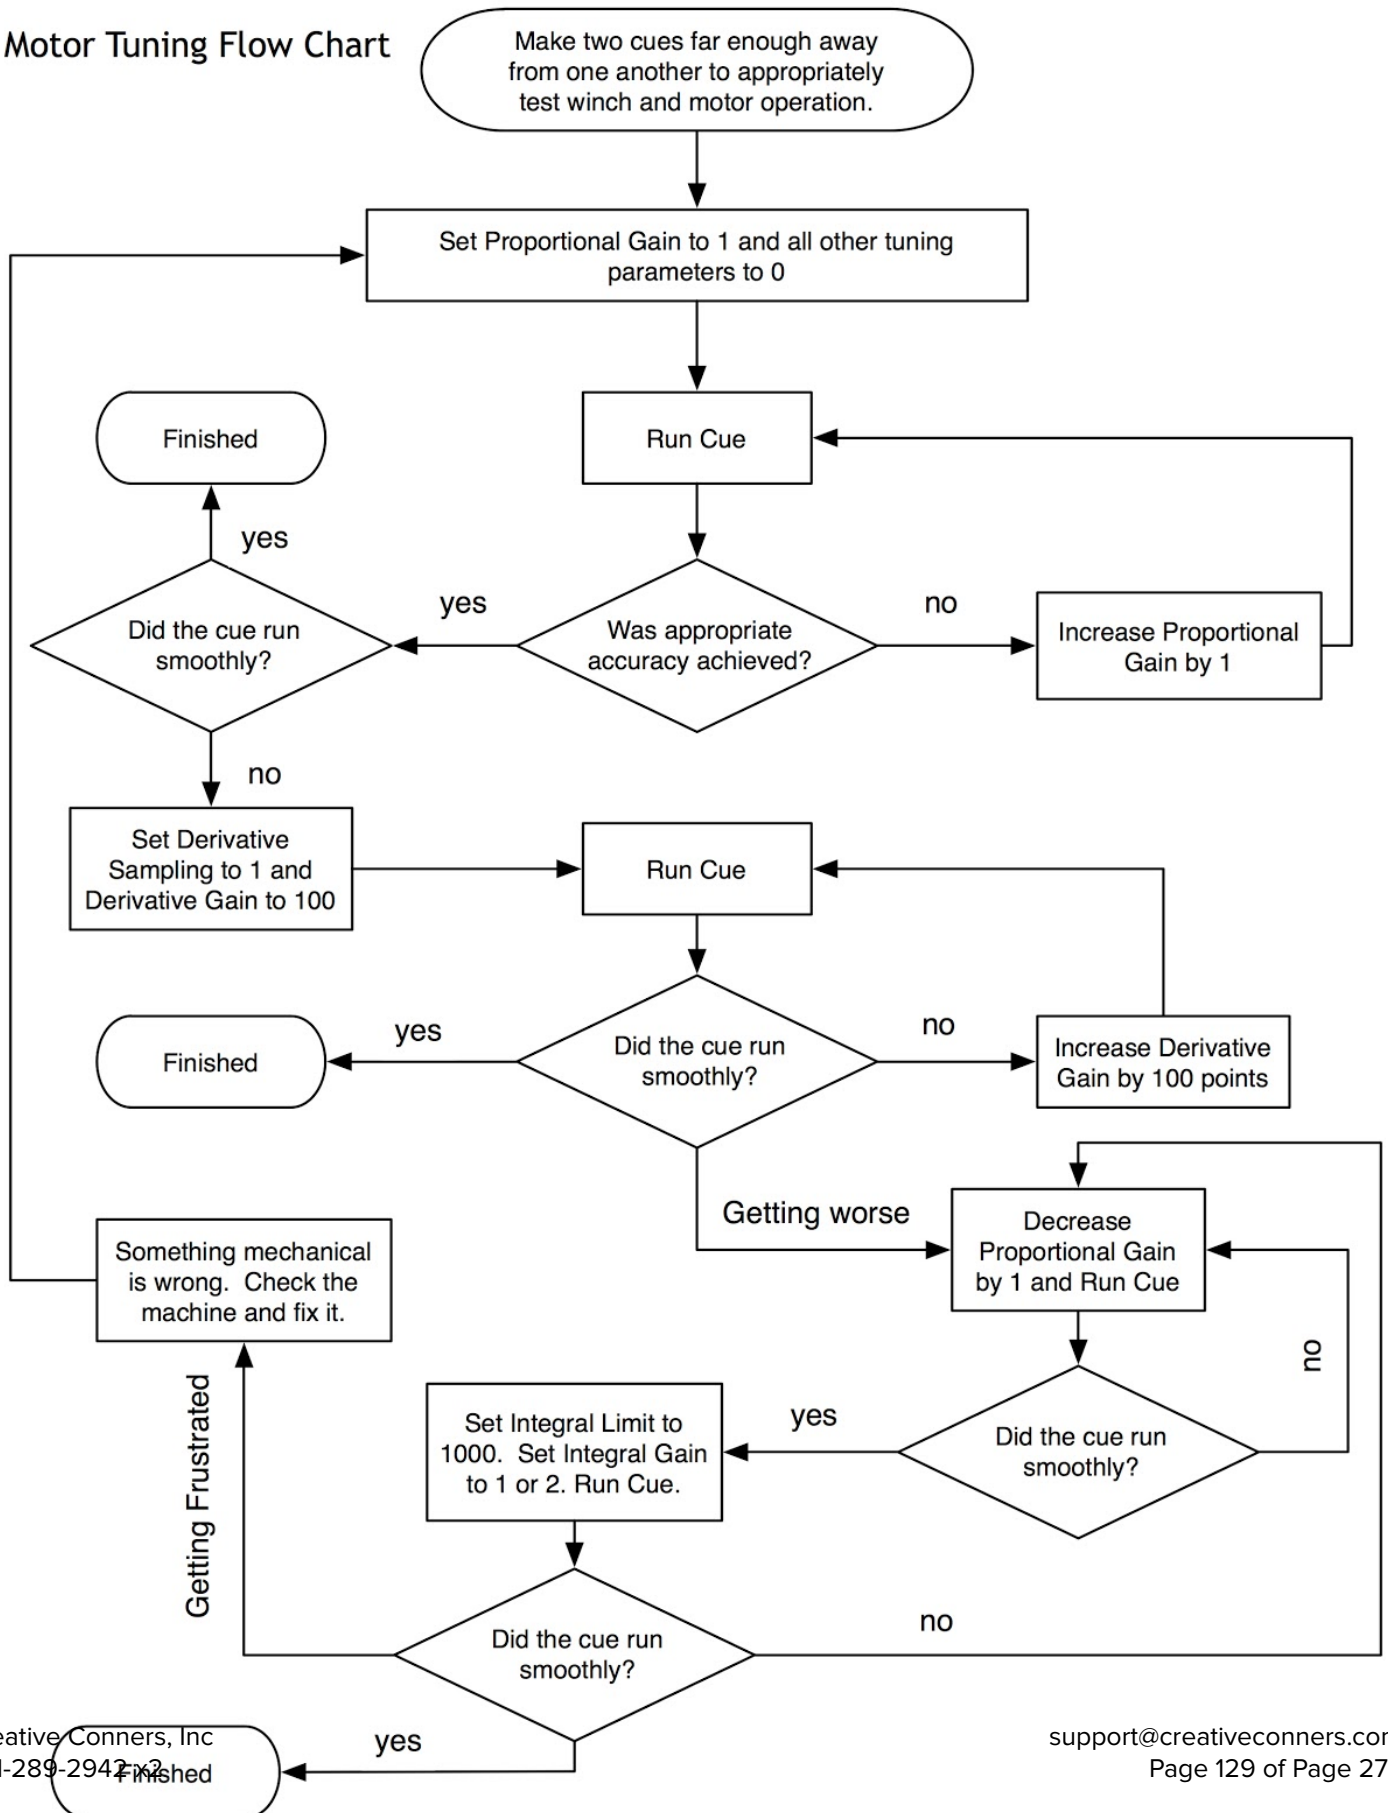 Motor Tuning Flow Chart
Make two cues far enough away
from one another to appropriately
test winch and motor operation.
Set Proportional Gain to 1 and all other tuning
parameters to 0
Finished
Run Cue
yes
Did the cue run
smoothly?
yes
Was appropriate
accuracy achieved?
no
Increase Proportional
Gain by 1
no
Set Derivative
Sampling to 1 and
Derivative Gain to 100
Run Cue
Finished
yes
Did the cue run
smoothly?
no
Increase Derivative
Gain by 100 points
Getting worse
Decrease
Proportional Gain
by 1 and Run Cue
Something mechanical
is wrong.  Check the
machine and fix it.
no
Getting Frustrated
Set Integral Limit to
1000.  Set Integral Gain
to 1 or 2. Run Cue.
yes
Did the cue run
smoothly?
Did the cue run
smoothly?
no
yes
Finished
eative Conners, Inc
1-289-2942 x2
support@creativeconners.cor
Page 129 of Page 27